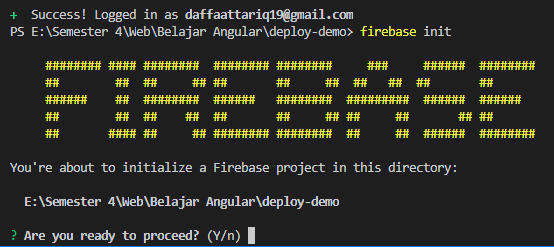 + Success! Logged in as daffaattariq19@gmail.com
PS E:\Semester 4\Web\Belajar Angular\deploy-demo> firebase init
FIREBASE
You're about to initialize a Firebase project in this directory:
E:\Semester 4\Web\Belajar Angular\deploy-demo
? Are you ready to proceed? (Y/n)